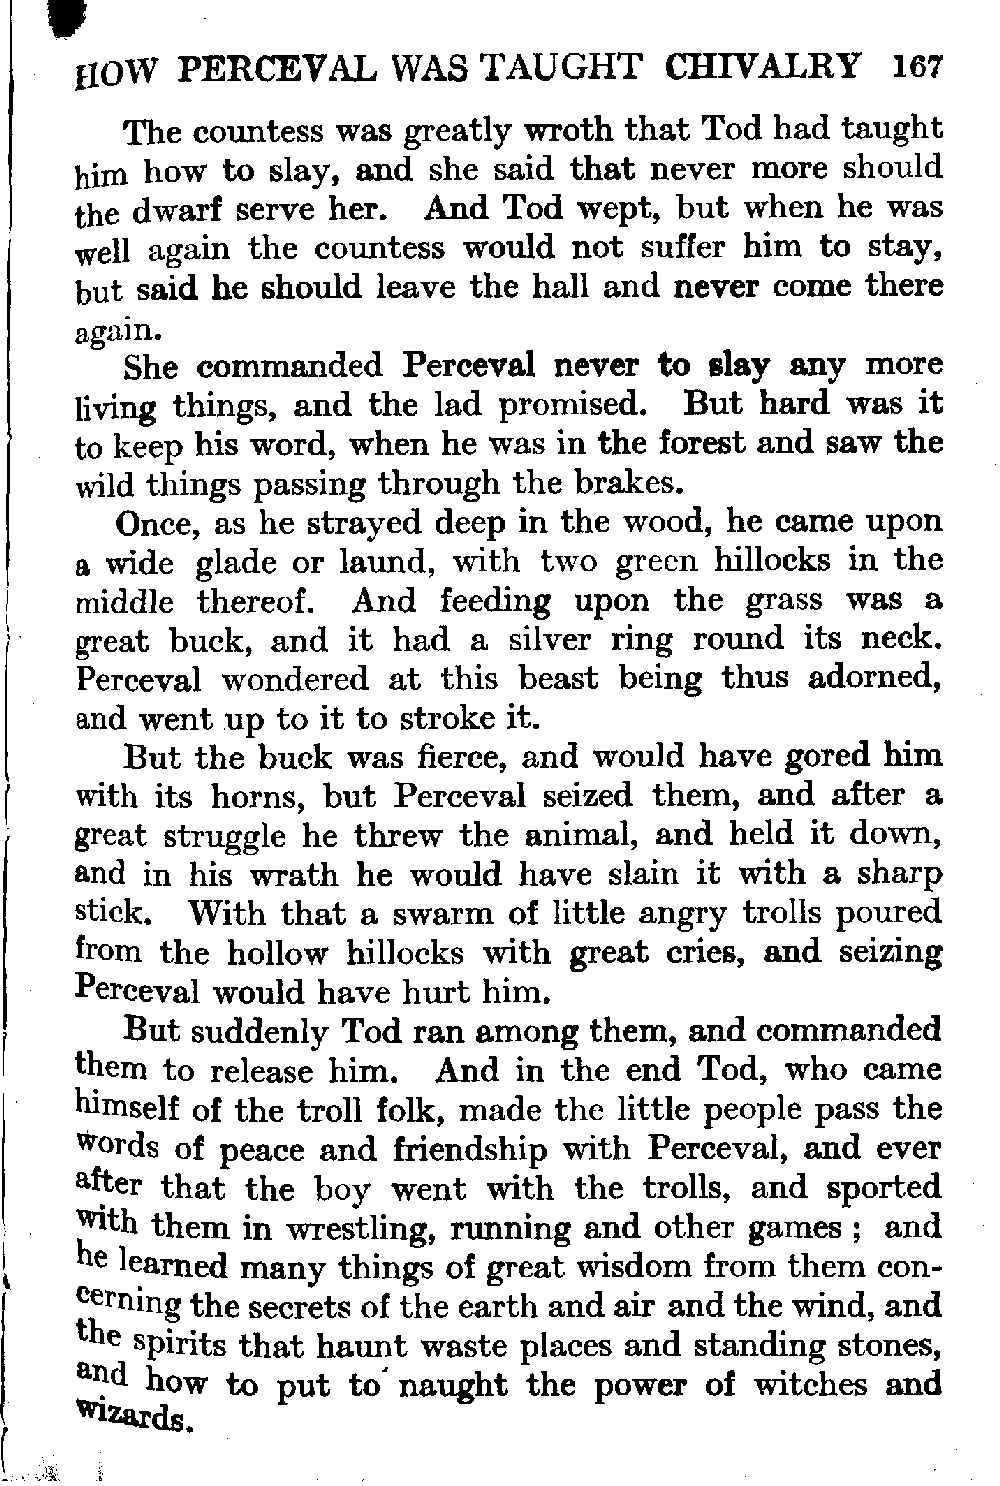 HOW PERCEVAL WAS TAUGHT CHIVALRY 167
The countess was greatly wroth that Tod had taught
him how to slay, and she said that never more should
the dwarf serve her. And Tod wept, but when he was
well again the countess would not suffer him to stay,
but said he should leave the hall and never come there
again.
She commanded Perceval never to slay any more
living things, and the lad promised. But hard was it
to keep his word, when he was in the forest and saw the
wild things passing through the brakes.
Once, as he strayed deep in the wood, he came upon
a wide glade or laund, with two green hillocks in the
middle thereof. And feeding upon the grass was a
great buck, and it had a silver ring round its neck.
Perceval wondered at this beast being thus adorned,
and went up to it to stroke it.
But the buck was fierce, and would have gored him
with its horns, but Perceval seized them, and after a
great struggle he threw the animal, and held it down,
and in his wrath he would have slain it with a sharp
stick. With that a swarm of little angry trolls poured
from the hollow hillocks with great cries, and seizing
Perceval would have hurt him.
But suddenly Tod ran among them, and commanded
them to release him. And in the end Tod, who came
himself of the troll folk, made the little people pass the
words of peace and friendship with Perceval, and ever
after that the boy went with the trolls, and sported
with them in wrestling, running and other games ; and
he learned many things of great wisdom from them con-
cerning the secrets of the earth and air and the wind, and
the spirits that haunt waste places and standing stones,
and how to put to naught the power of witches and
wizards.